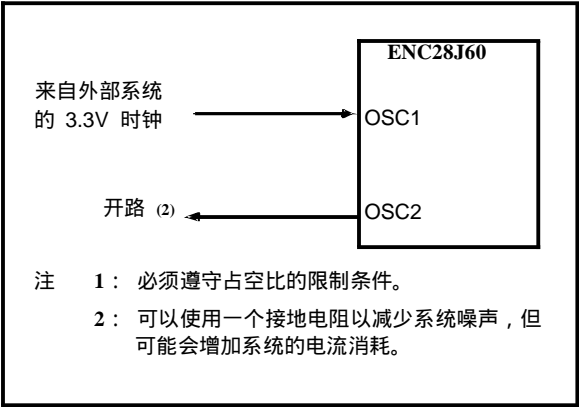 ENC28J60
来自外部系统
的 3.3V 时钟
OSC1
开路 (2)
OSC2
注 1： 必须遵守占空比的限制条件。
2： 可以使用一个接地电阻以减少系统噪声，但
可能会增加系统的电流消耗。